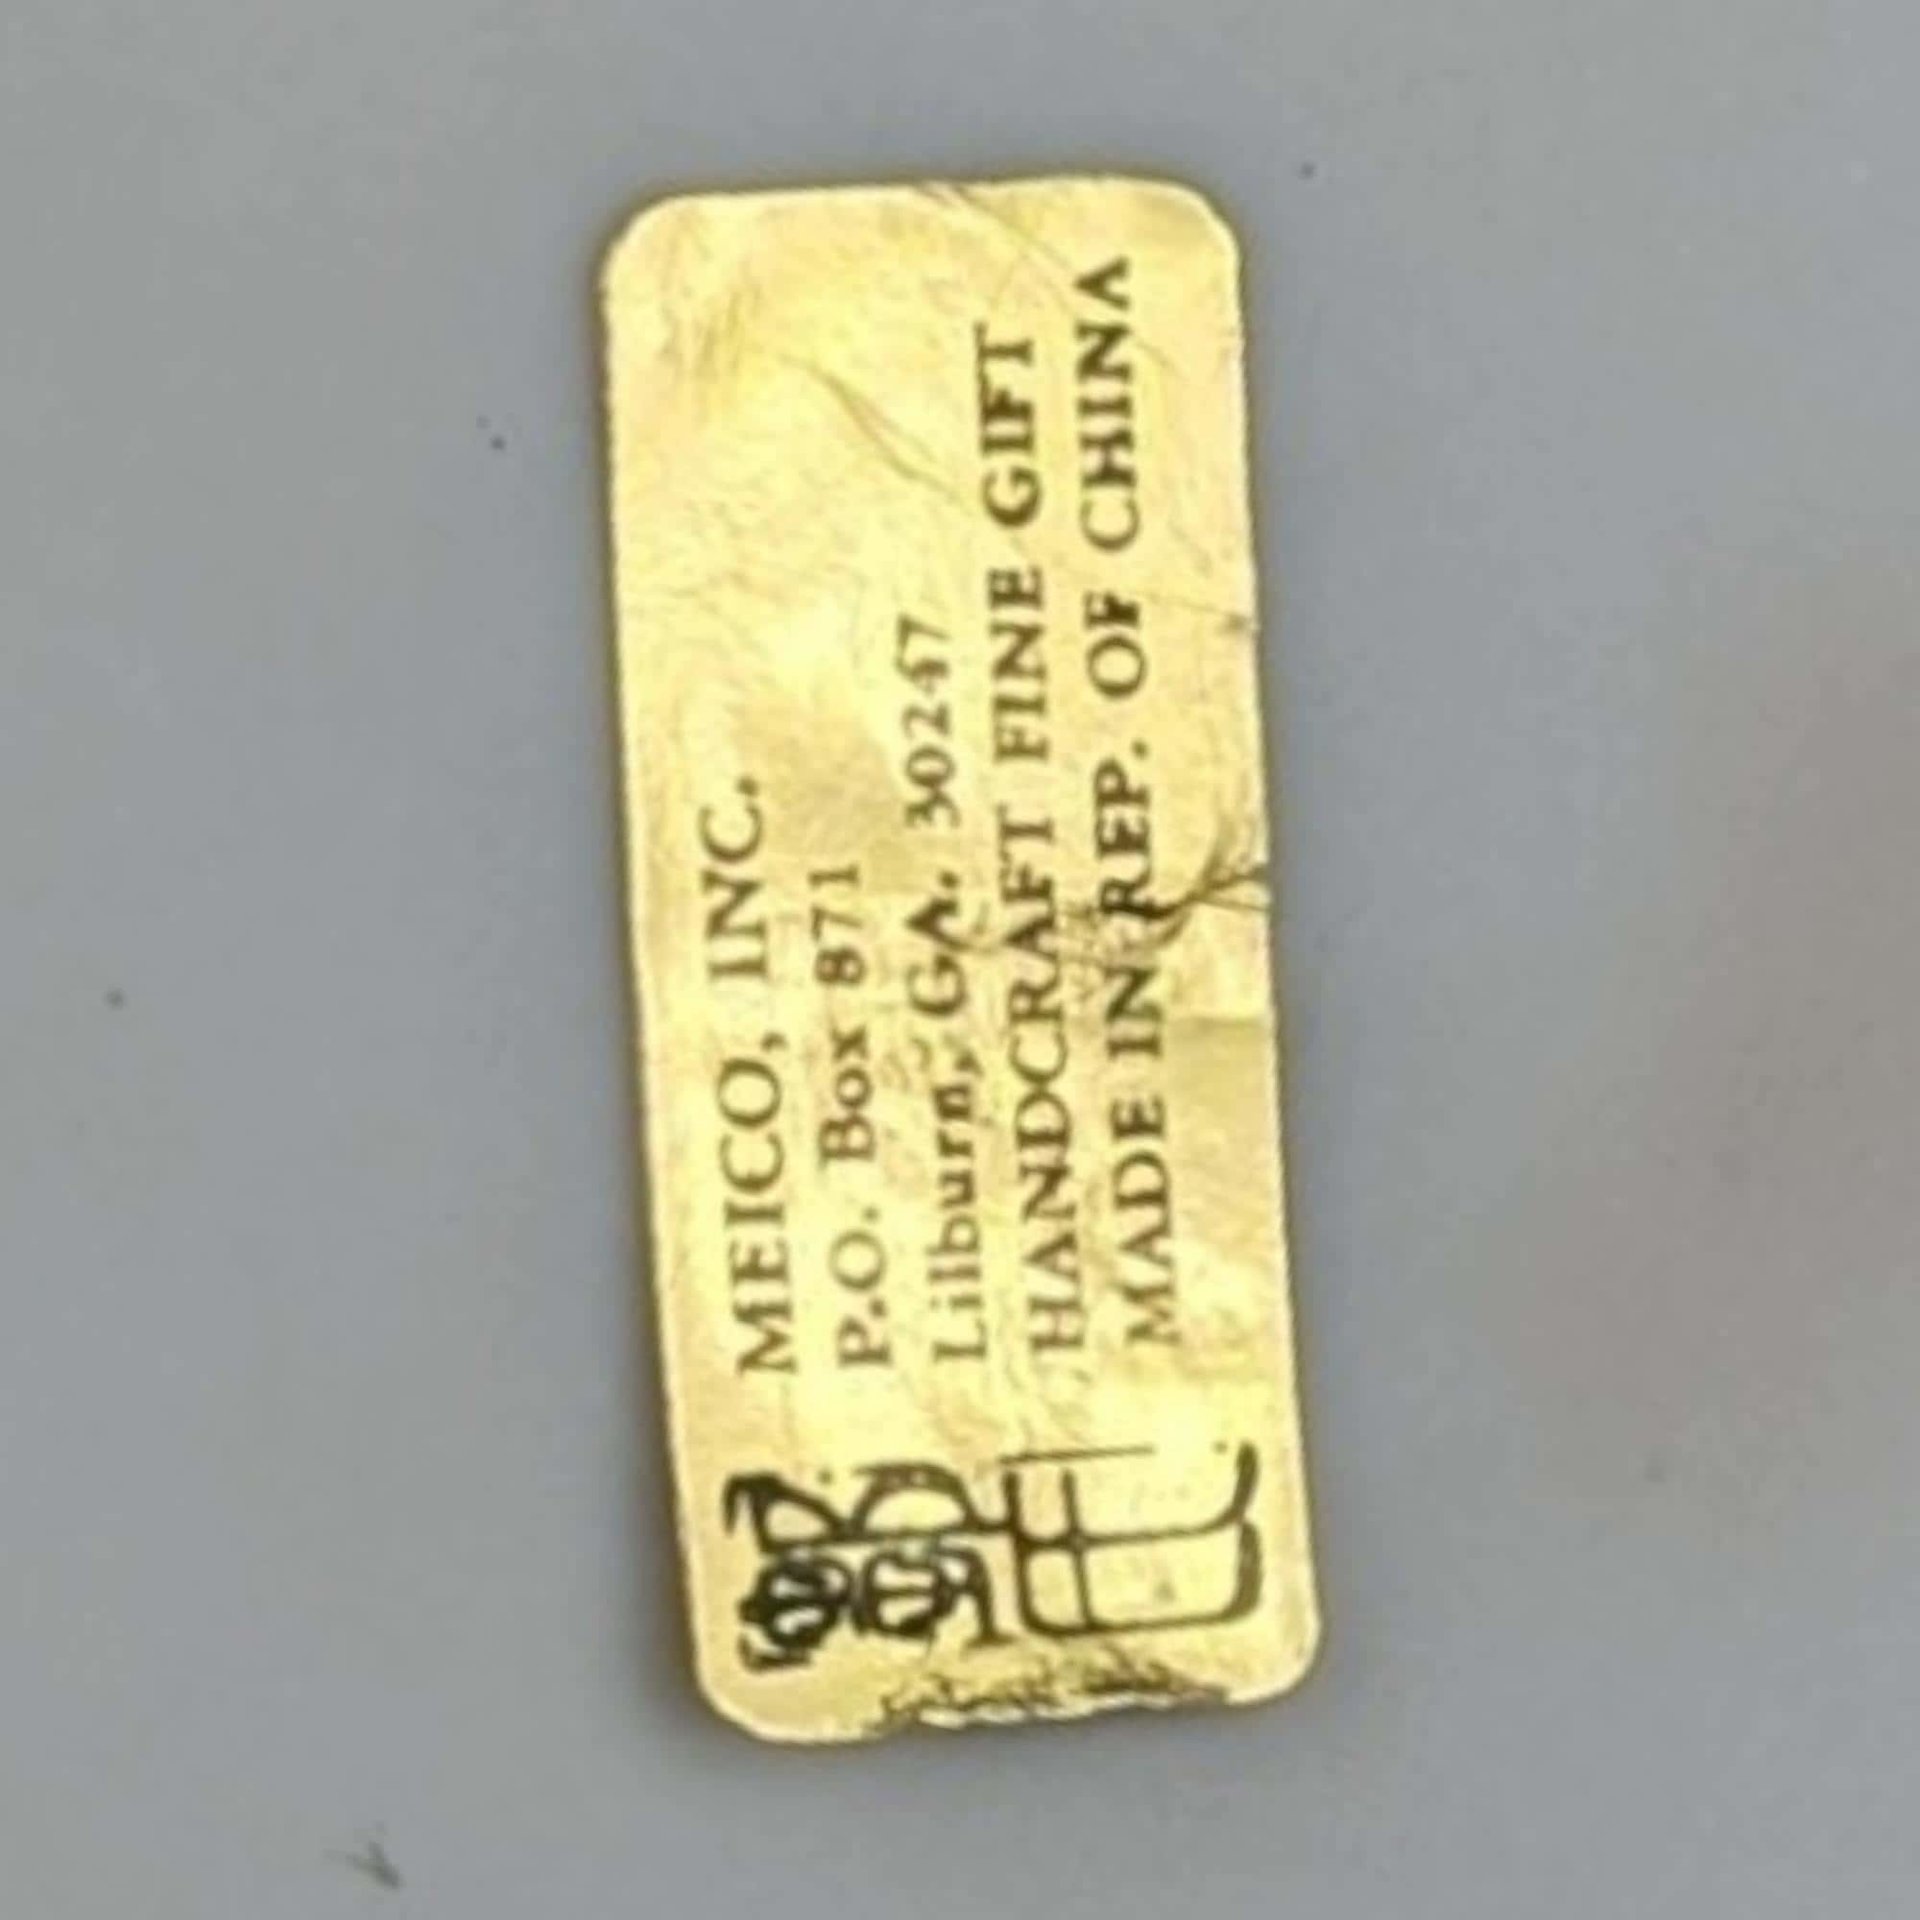 MEICO, INC.
P.O. Box 871
Lilburn, GA. 30247
HANDCRAFT FINE GIFT
MADE IN REP. OF CHINA